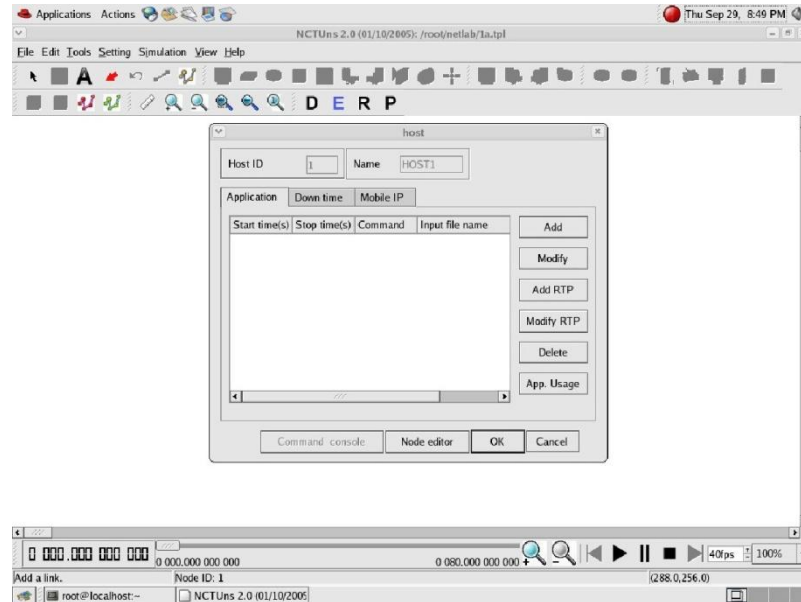 Applications Actions Thu Sep 29, 8:49 PM
NCTUns 2.0 (01/10/2005): /root/netlab/1a.tpl
File Edit Tools Setting Simulation View Help
A
D E R P
host
Host ID 1 Name HOST1
Application Down time Mobile IP
Start time(s) Stop time(s) Command Input file name
Add
Modify
Add RTP
Modify RTP
Delete
App. Usage
Command console Node editor OK Cancel
0 000.000 000 000 0 000.000 000 000 0 080.000 000 000 40fps 100%
Add a link. Node ID: 1 (288.0,256.0)
root@localhost:~ NCTUns 2.0 (01/10/2005